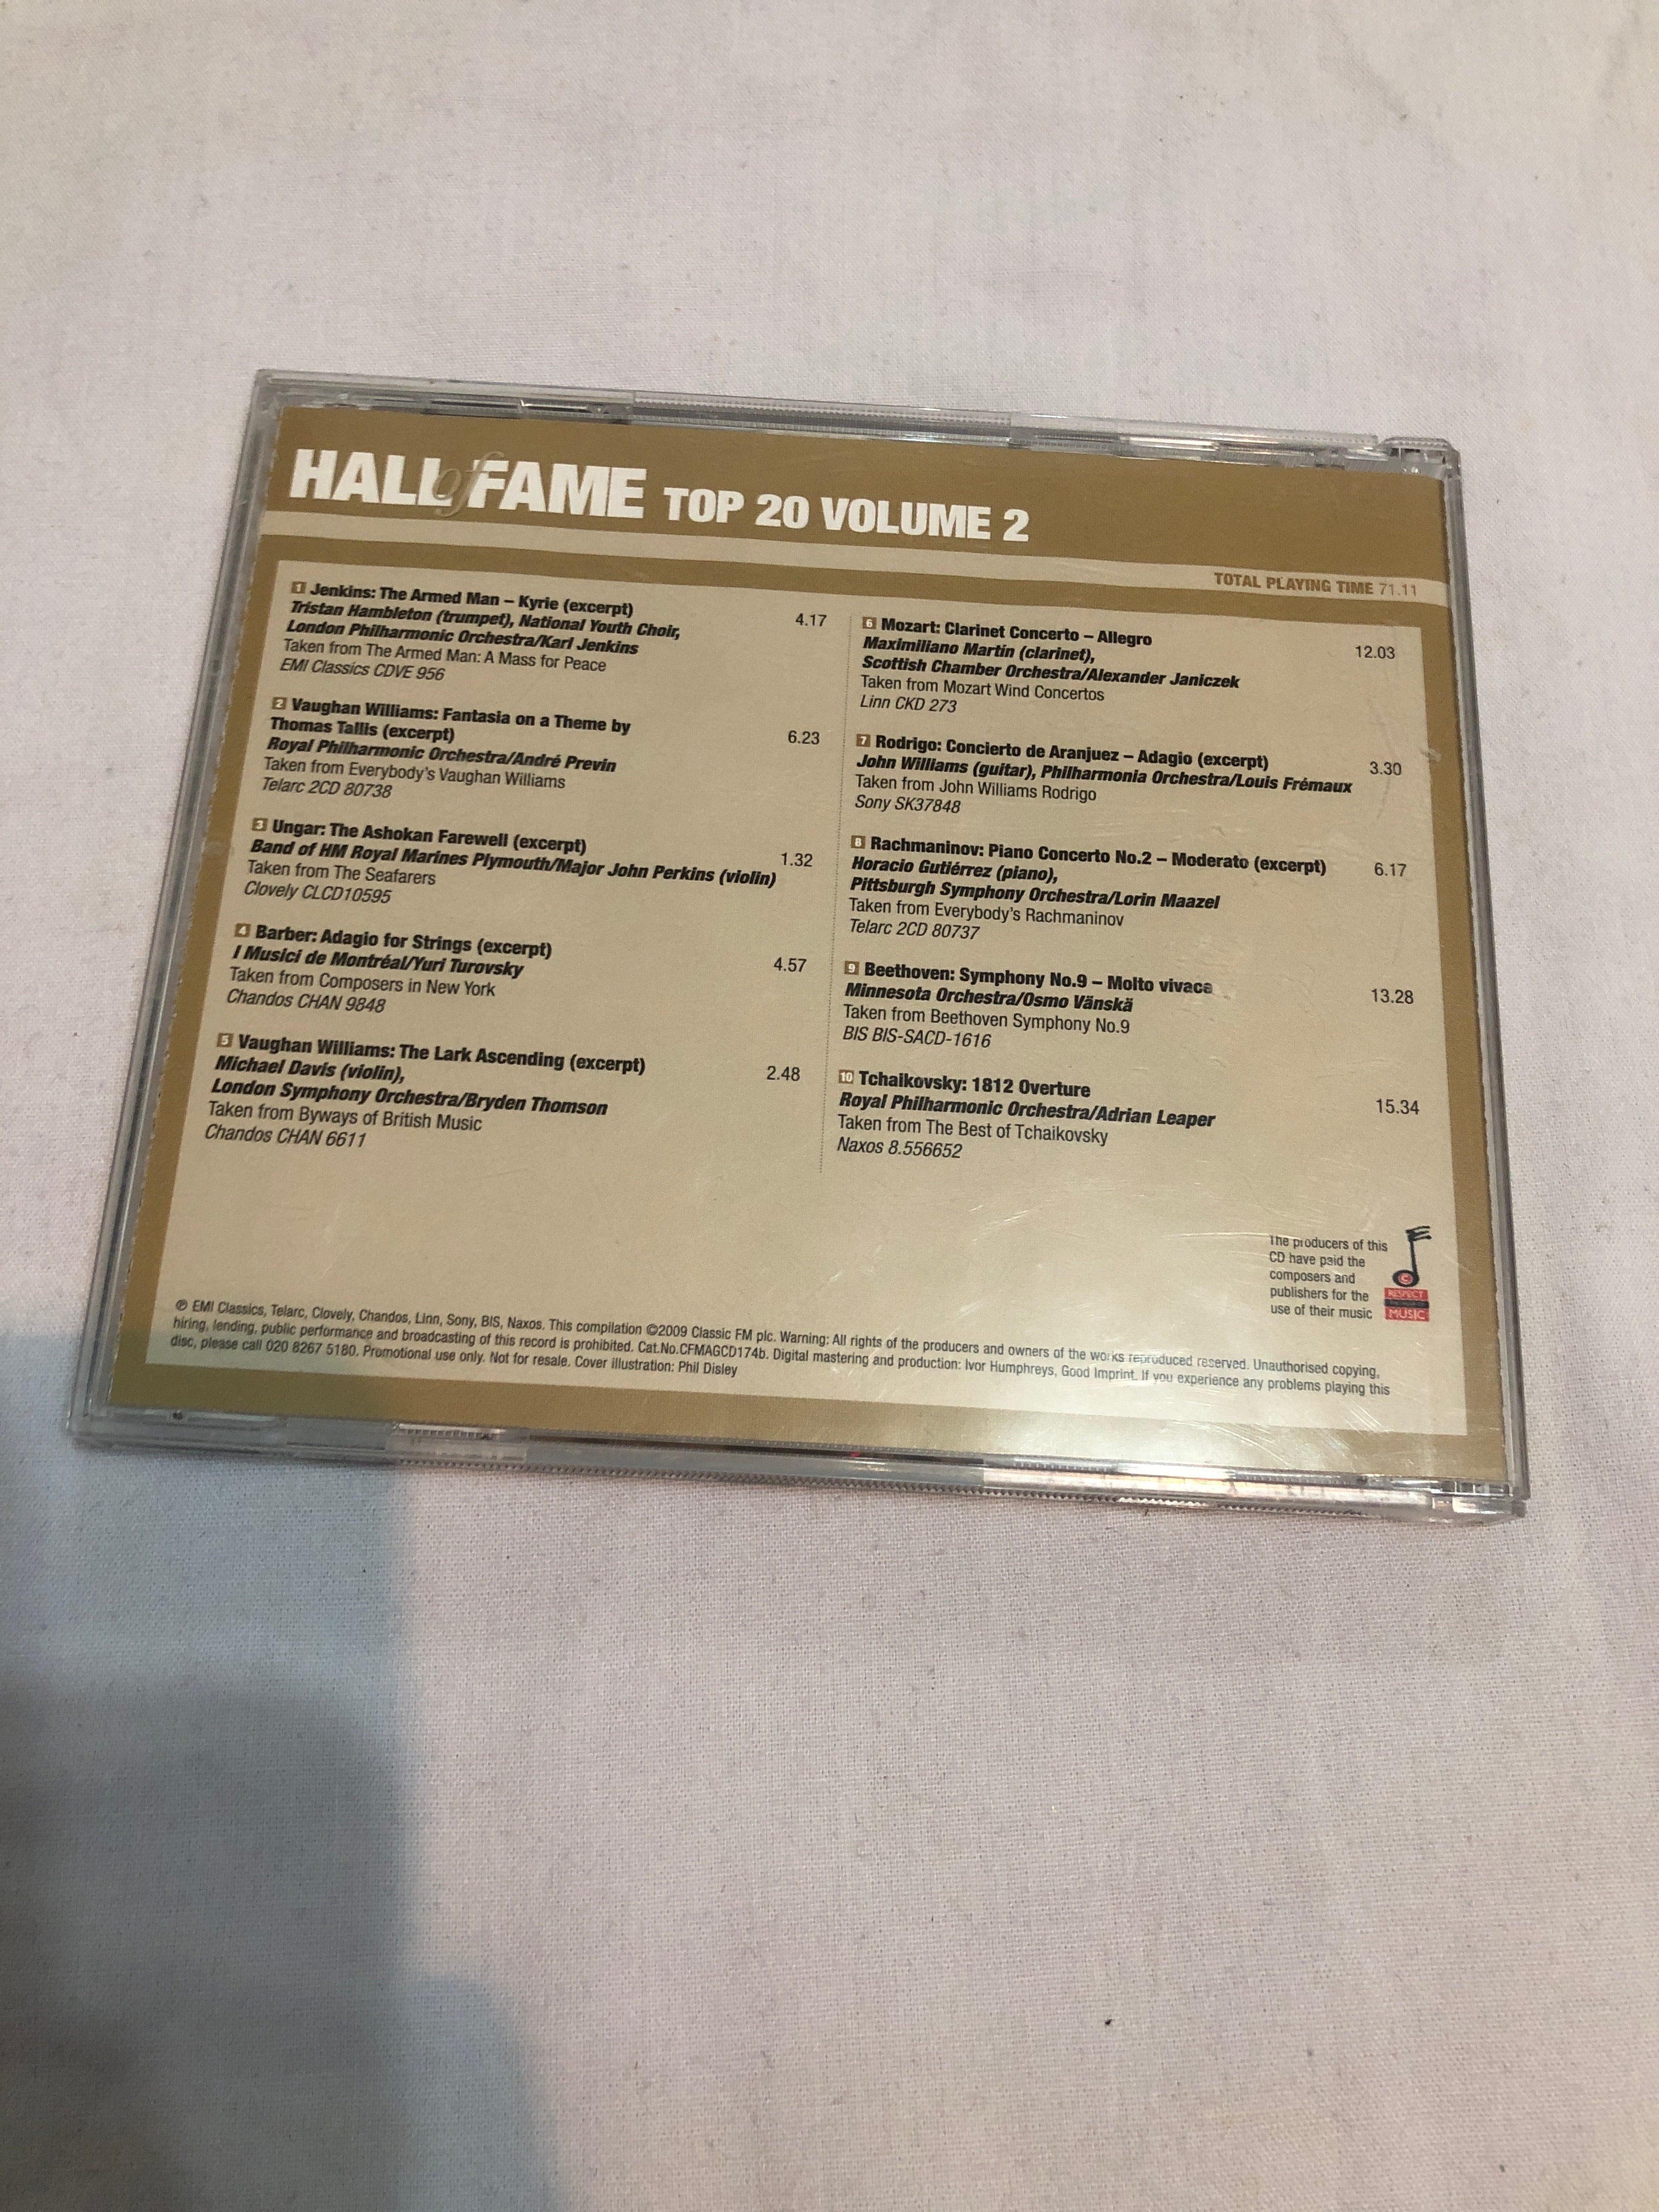 HALL of FAME TOP 20 VOLUME 2
TOTAL PLAYING TIME 71.11
1 Jenkins: The Armed Man – Kyrie (excerpt) 4.17
Tristan Hambleton (trumpet), National Youth Choir,
London Philharmonic Orchestra/Karl Jenkins
Taken from The Armed Man: A Mass for Peace
EMI Classics CDVE 956
2 Vaughan Williams: Fantasia on a Theme by
Thomas Tallis (excerpt) 6.23
Royal Philharmonic Orchestra/André Previn
Taken from Everybody's Vaughan Williams
Telarc 2CD 80738
3 Ungar: The Ashokan Farewell (excerpt) 1.32
Band of HM Royal Marines Plymouth/Major John Perkins (violin)
Taken from The Seafarers
Clovely CLCD10595
4 Barber: Adagio for Strings (excerpt) 4.57
I Musici de Montréal/Yuri Turovsky
Taken from Composers in New York
Chandos CHAN 9848
5 Vaughan Williams: The Lark Ascending (excerpt) 2.48
Michael Davis (violin),
London Symphony Orchestra/Bryden Thomson
Taken from Byways of British Music
Chandos CHAN 6611
6 Mozart: Clarinet Concerto – Allegro 12.03
Maximiliano Martín (clarinet),
Scottish Chamber Orchestra/Alexander Janiczek
Taken from Mozart Wind Concertos
Linn CKD 273
7 Rodrigo: Concierto de Aranjuez – Adagio (excerpt) 3.30
John Williams (guitar), Philharmonia Orchestra/Louis Frémaux
Taken from John Williams Rodrigo
Sony SK37848
8 Rachmaninov: Piano Concerto No.2 – Moderato (excerpt) 6.17
Horacio Gutiérrez (piano),
Pittsburgh Symphony Orchestra/Lorin Maazel
Taken from Everybody's Rachmaninov
Telarc 2CD 80737
9 Beethoven: Symphony No.9 – Molto vivace 13.28
Minnesota Orchestra/Osmo Vänskä
Taken from Beethoven Symphony No.9
BIS BIS-SACD-1616
10 Tchaikovsky: 1812 Overture 15.34
Royal Philharmonic Orchestra/Adrian Leaper
Taken from The Best of Tchaikovsky
Naxos 8.556652
The producers of this
CD have paid the
composers and
publishers for the
use of their music
RESPECT
MUSIC
℗ EMI Classics, Telarc, Clovely, Chandos, Linn, Sony, BIS, Naxos. This compilation ©2009 Classic FM plc. Warning: All rights of the producers and owners of the works reproduced reserved. Unauthorised copying,
hiring, lending, public performance and broadcasting of this record is prohibited. Cat.No.CFMAGCD174b. Digital mastering and production: Ivor Humphreys, Good Imprint. If you experience any problems playing this
disc, please call 020 8267 5180. Promotional use only. Not for resale. Cover illustration: Phil Disley